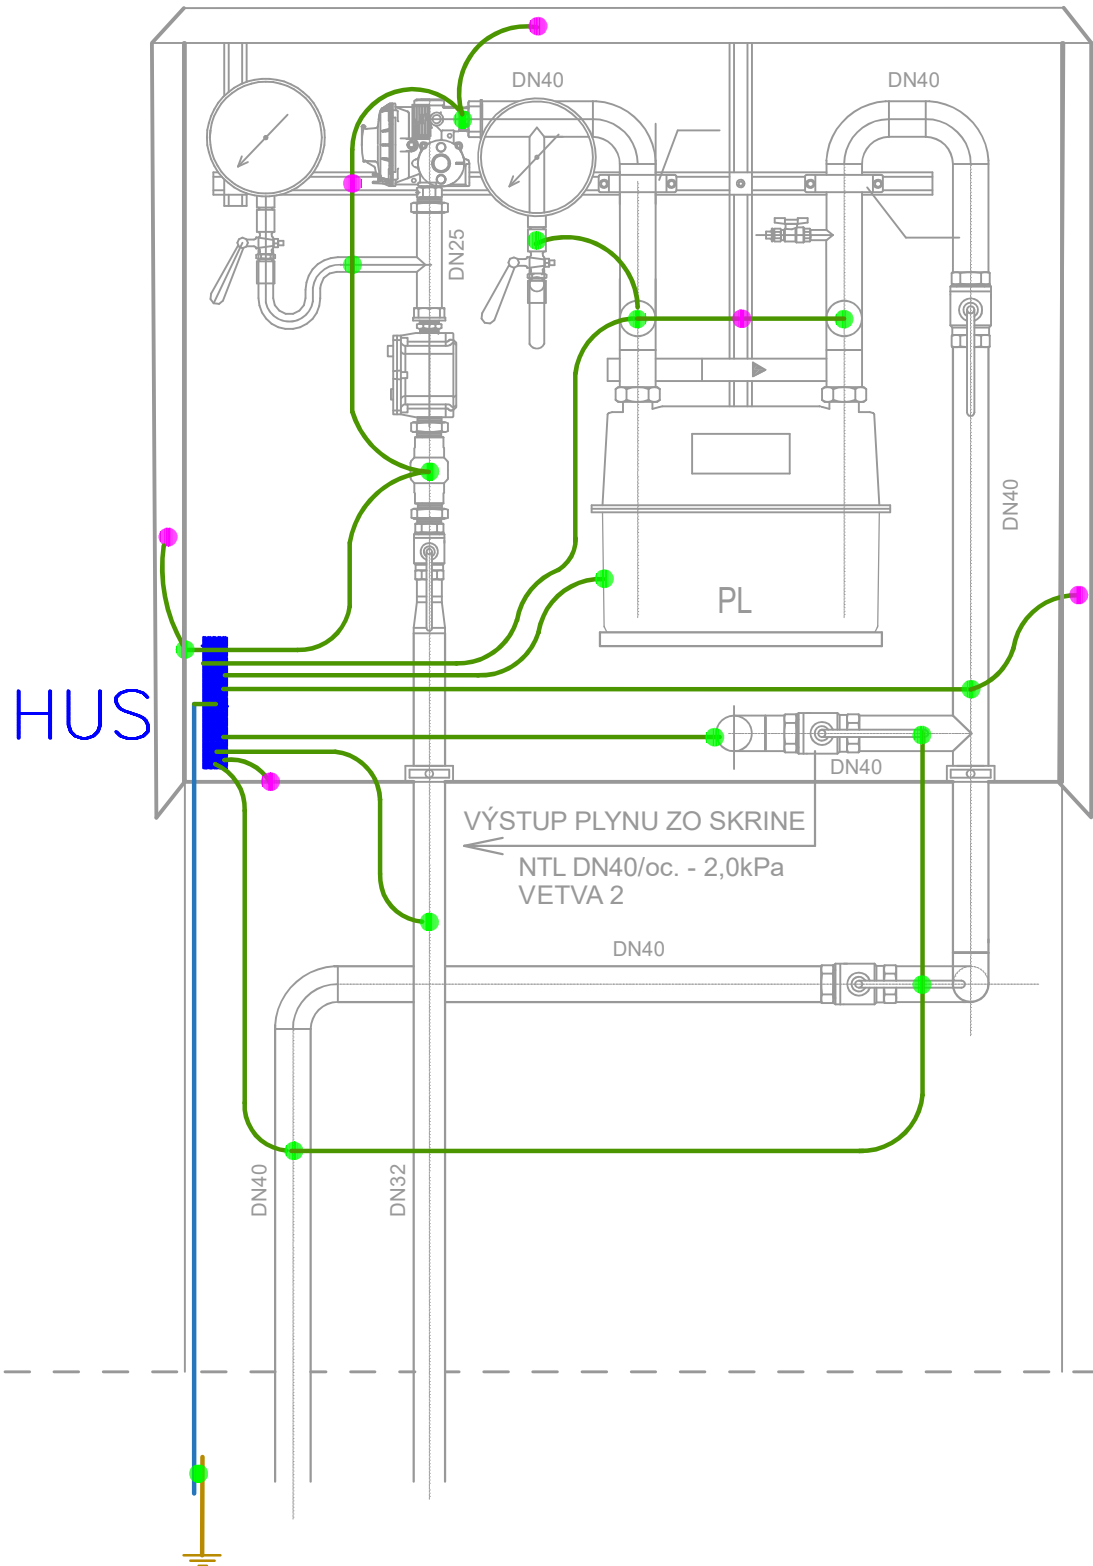 DN40
DN40
DN25
DN40
PL
HUS
DN40
VÝSTUP PLYNU ZO SKRINE
NTL DN40/oc. - 2,0kPa
VETVA 2
DN40
DN40
DN32